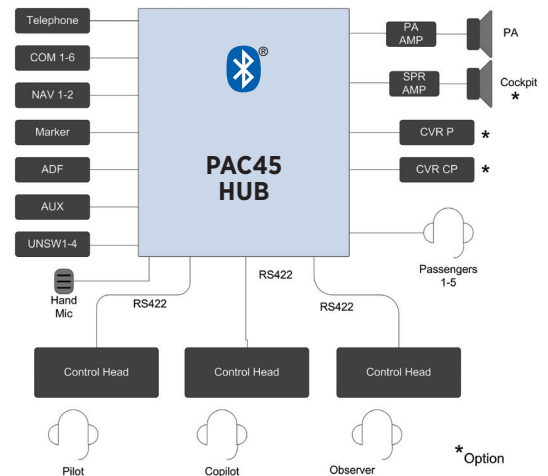 Telephone
COM 1-6
NAV 1-2
Marker
ADF
AUX
UNSW1-4
Hand
Mic
®
PAC45
HUB
PA
AMP
PA
SPR
AMP
Cockpit
*
CVR P *
CVR CP *
Passengers
1-5
RS422
RS422
RS422
Control Head
Control Head
Control Head
Pilot
Copilot
Observer
*Option